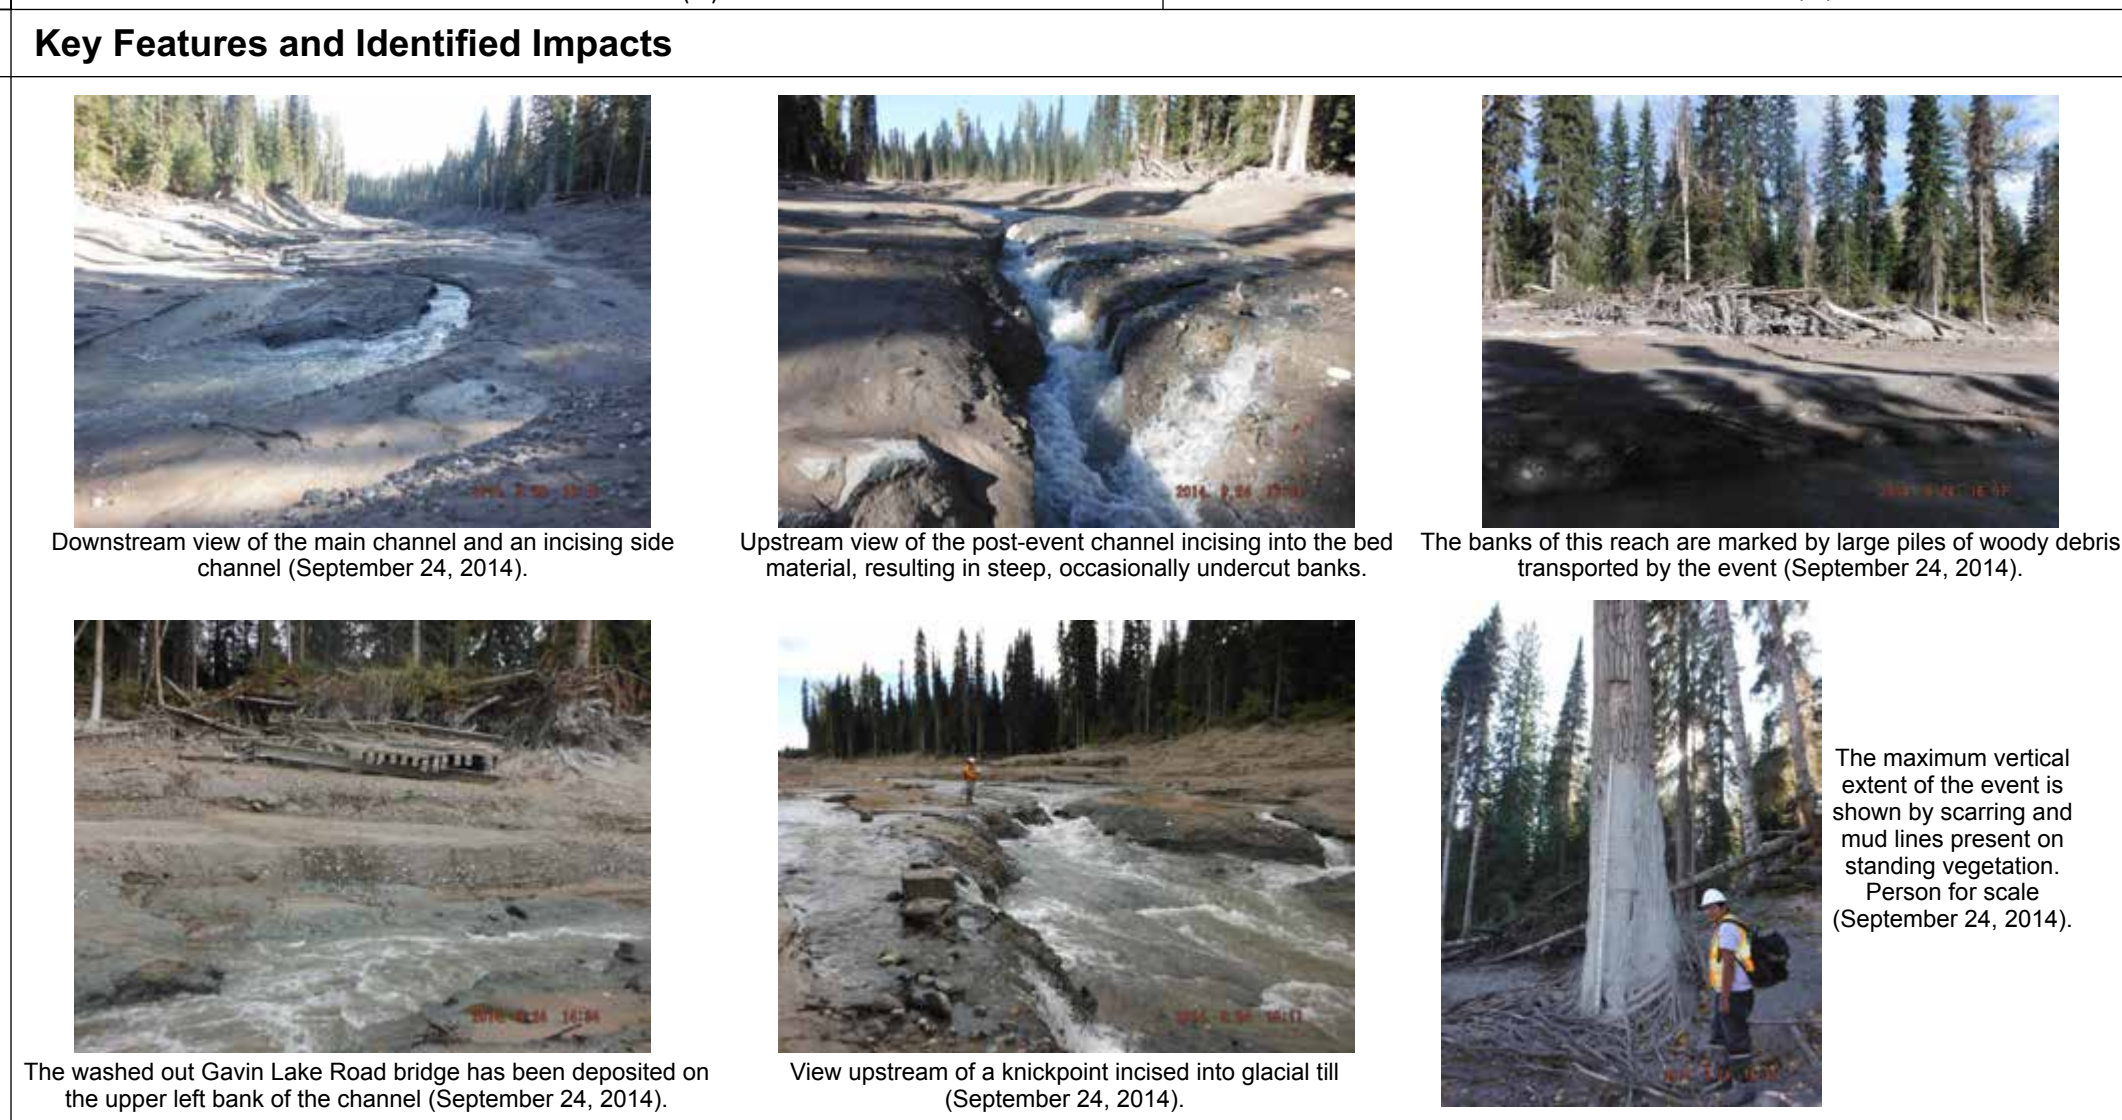 Key Features and Identified Impacts
Downstream view of the main channel and an incising side
channel (September 24, 2014).
Upstream view of the post-event channel incising into the bed
material, resulting in steep, occasionally undercut banks.
The banks of this reach are marked by large piles of woody debris
transported by the event (September 24, 2014).
The washed out Gavin Lake Road bridge has been deposited on
the upper left bank of the channel (September 24, 2014).
View upstream of a knickpoint incised into glacial till
(September 24, 2014).
The maximum vertical
extent of the event is
shown by scarring and
mud lines present on
standing vegetation.
Person for scale
(September 24, 2014).